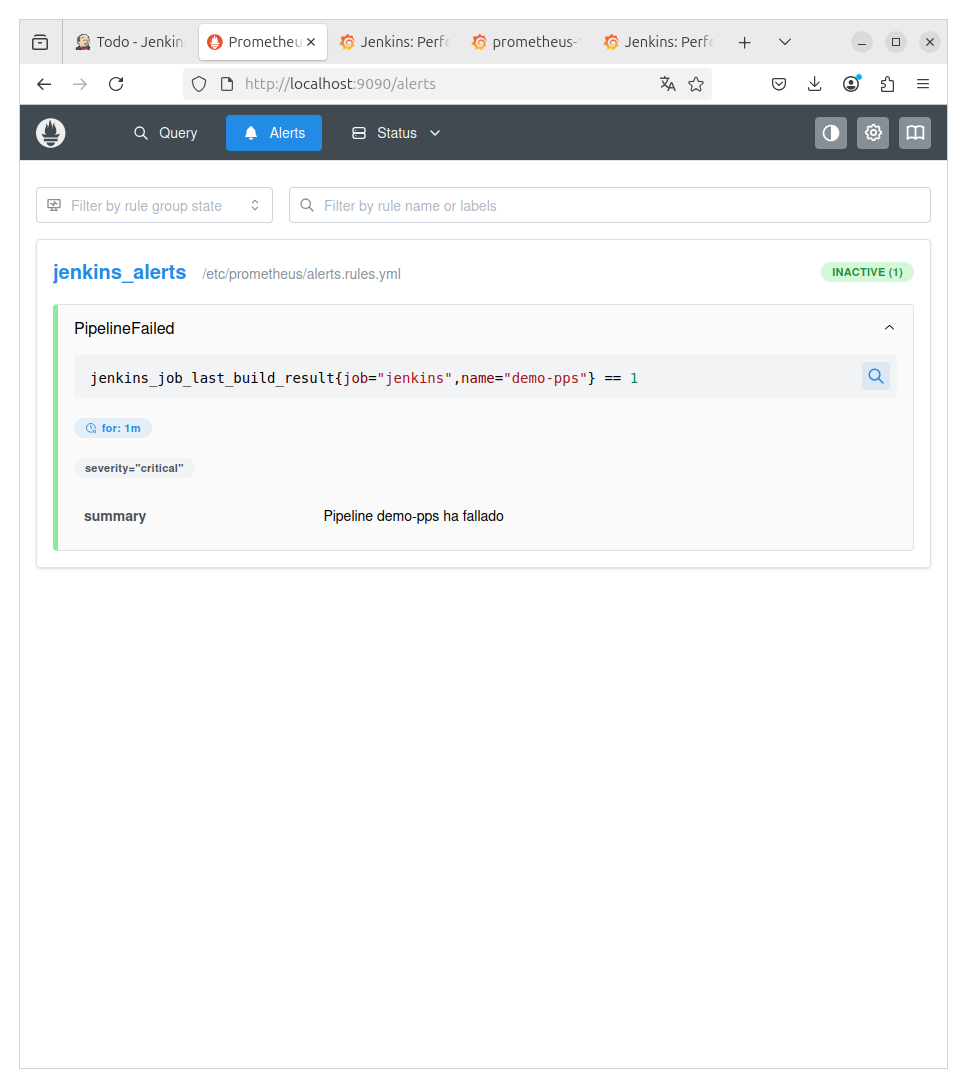 Todo - Jenkin
Prometheu
Jenkins: Perfo
prometheus-
Jenkins: Perfo
http://localhost:9090/alerts
Query
Alerts
Status
Filter by rule group state
Filter by rule name or labels
jenkins_alerts /etc/prometheus/alerts.rules.yml INACTIVE (1)
PipelineFailed
jenkins_job_last_build_result{job="jenkins",name="demo-pps"} == 1
for: 1m
severity="critical"
summary Pipeline demo-pps ha fallado